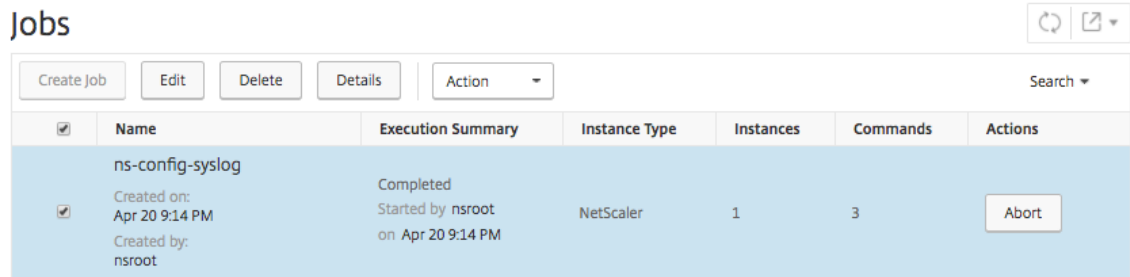 Jobs
Create Job Edit Delete Details Action Search
Name Execution Summary Instance Type Instances Commands Actions
ns-config-syslog
Created on:
Apr 20 9:14 PM
Created by:
nsroot
Completed
Started by nsroot
on Apr 20 9:14 PM
NetScaler
1
3
Abort